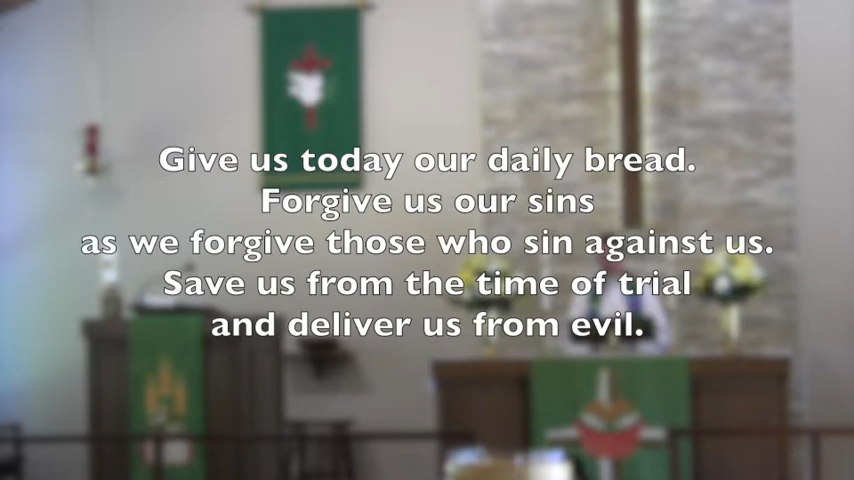 Give us today our daily bread.
Forgive us our sins
as we forgive those who sin against us.
Save us from the time of trial
and deliver us from evil.